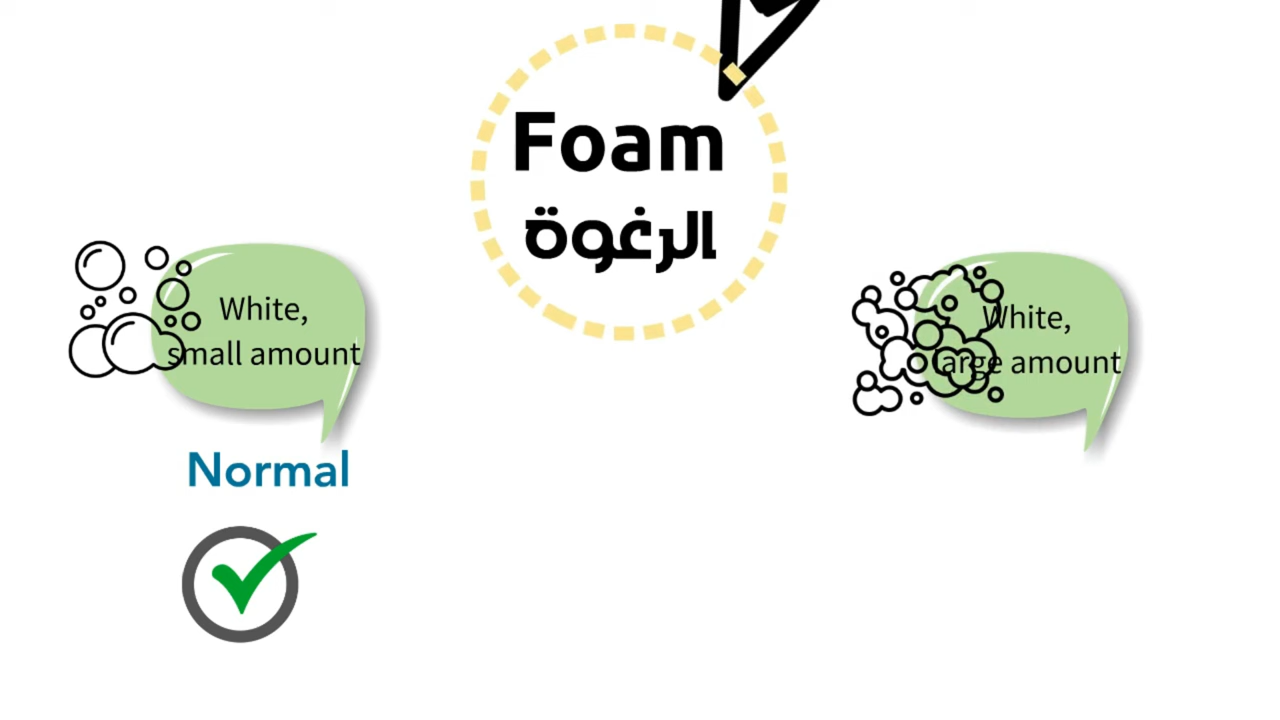 Foam
الرغوة
White,
small amount
Normal
White,
large amount